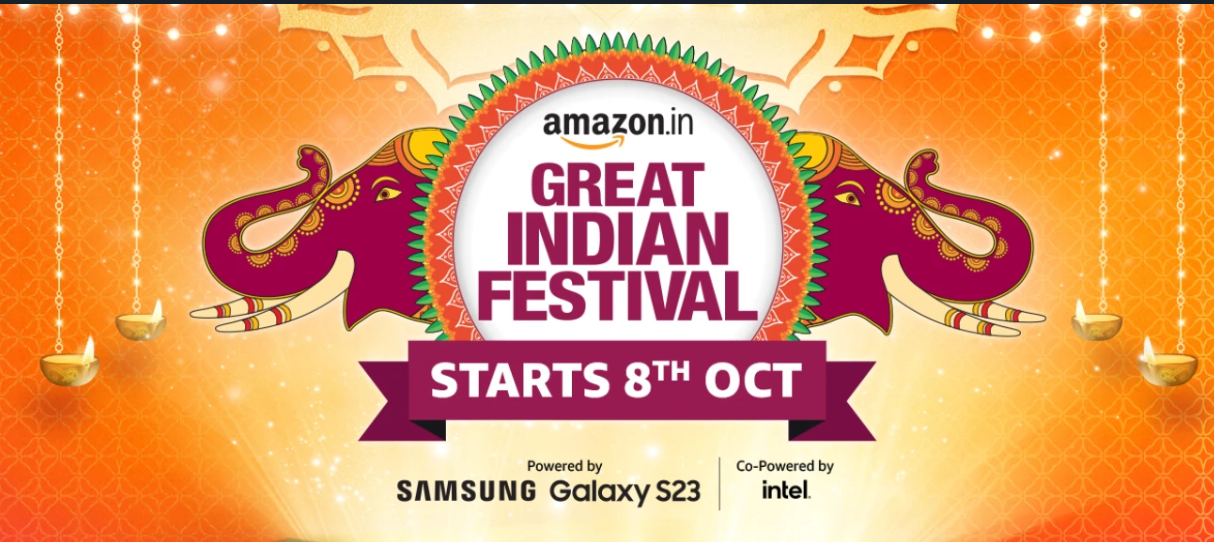 amazon.in
GREAT
INDIAN
FESTIVAL
STARTS 8TH OCT
Powered by
SAMSUNG Galaxy S23
Co-Powered by
intel.